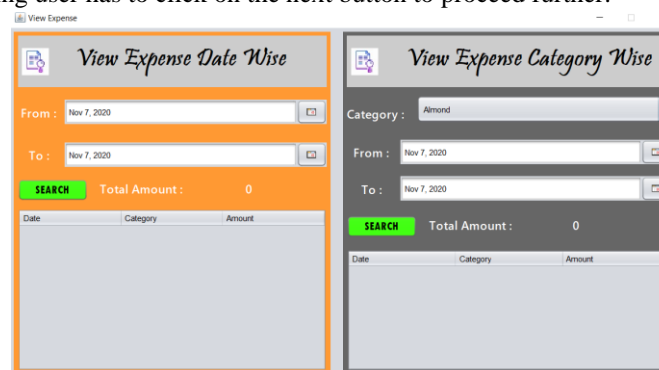 ng user has to click on the next button to proceed further.
View Expense
View Expense Date Wise
From : Nov 7, 2020
To : Nov 7, 2020
SEARCH Total Amount : 0
Date Category Amount
View Expense Category Wise
Category : Almond
From : Nov 7, 2020
To : Nov 7, 2020
SEARCH Total Amount : 0
Date Category Amount